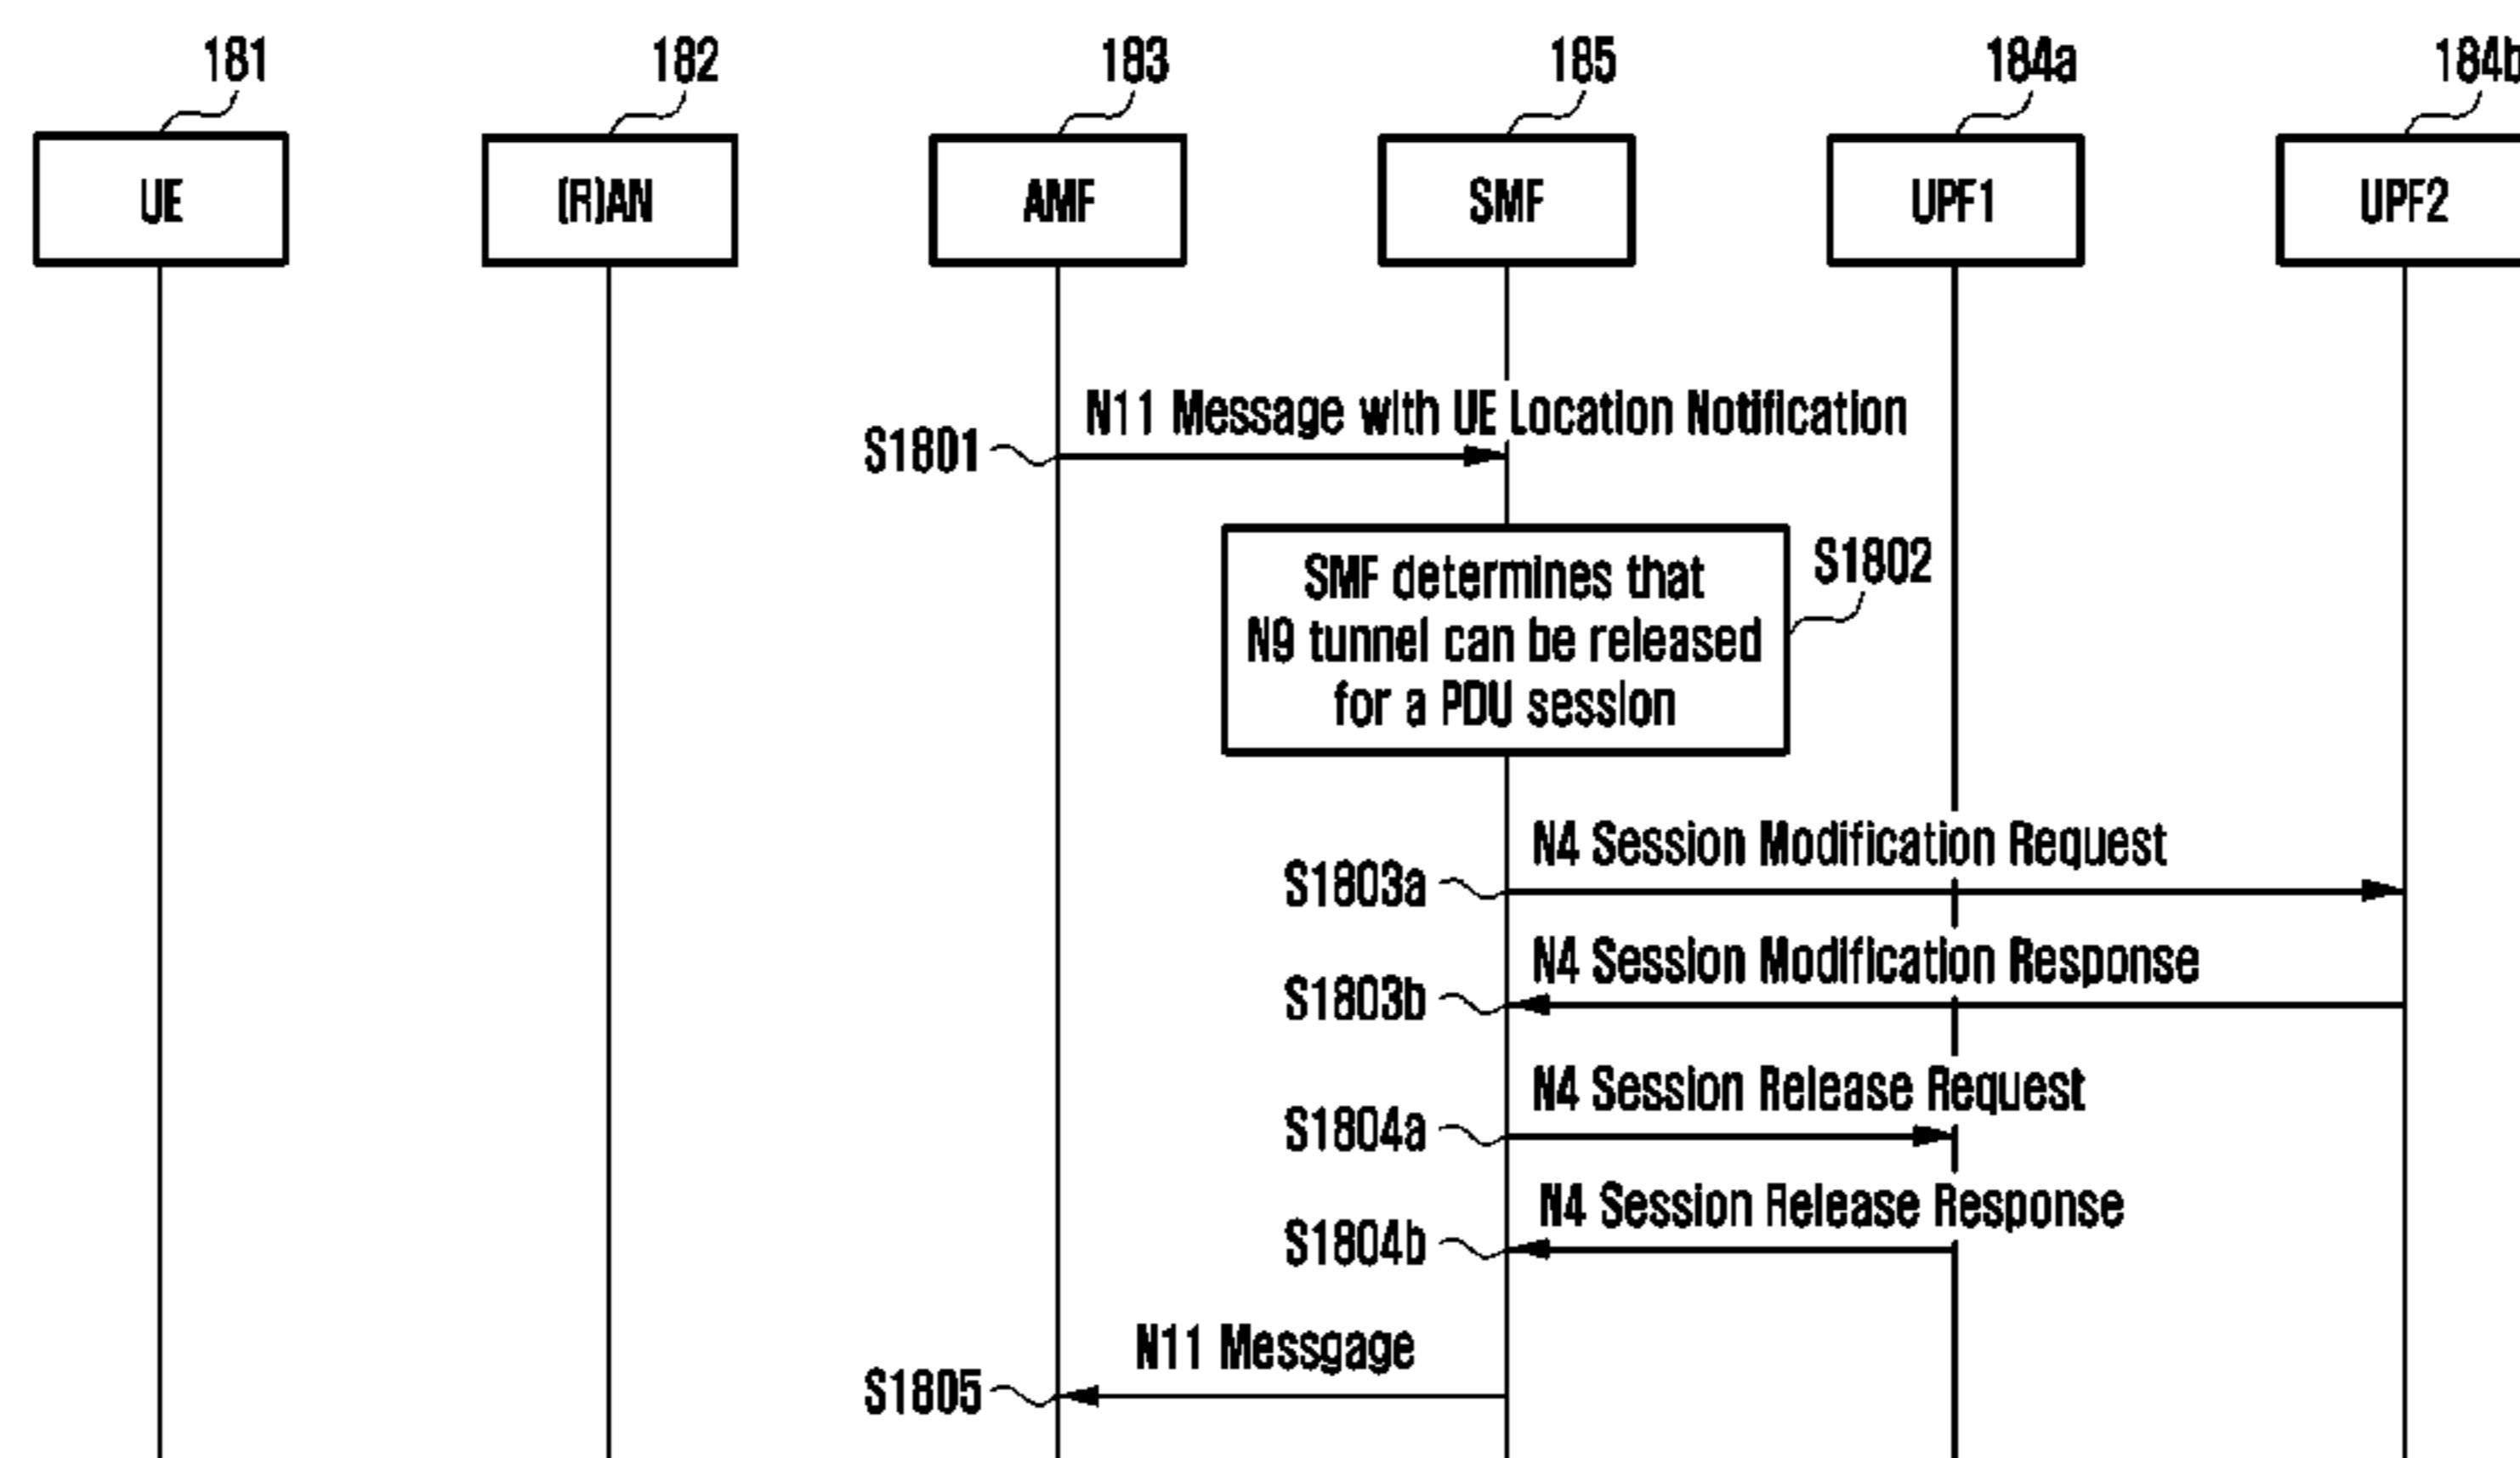 181
182
183
185
184a
184b
UE
(R)AN
AMF
SMF
UPF1
UPF2
N11 Message with UE Location Notification
S1801
SMF determines that
N9 tunnel can be released
for a PDU session
S1802
N4 Session Modification Request
S1803a
N4 Session Modification Response
S1803b
N4 Session Release Request
S1804a
N4 Session Release Response
S1804b
N11 Messgage
S1805